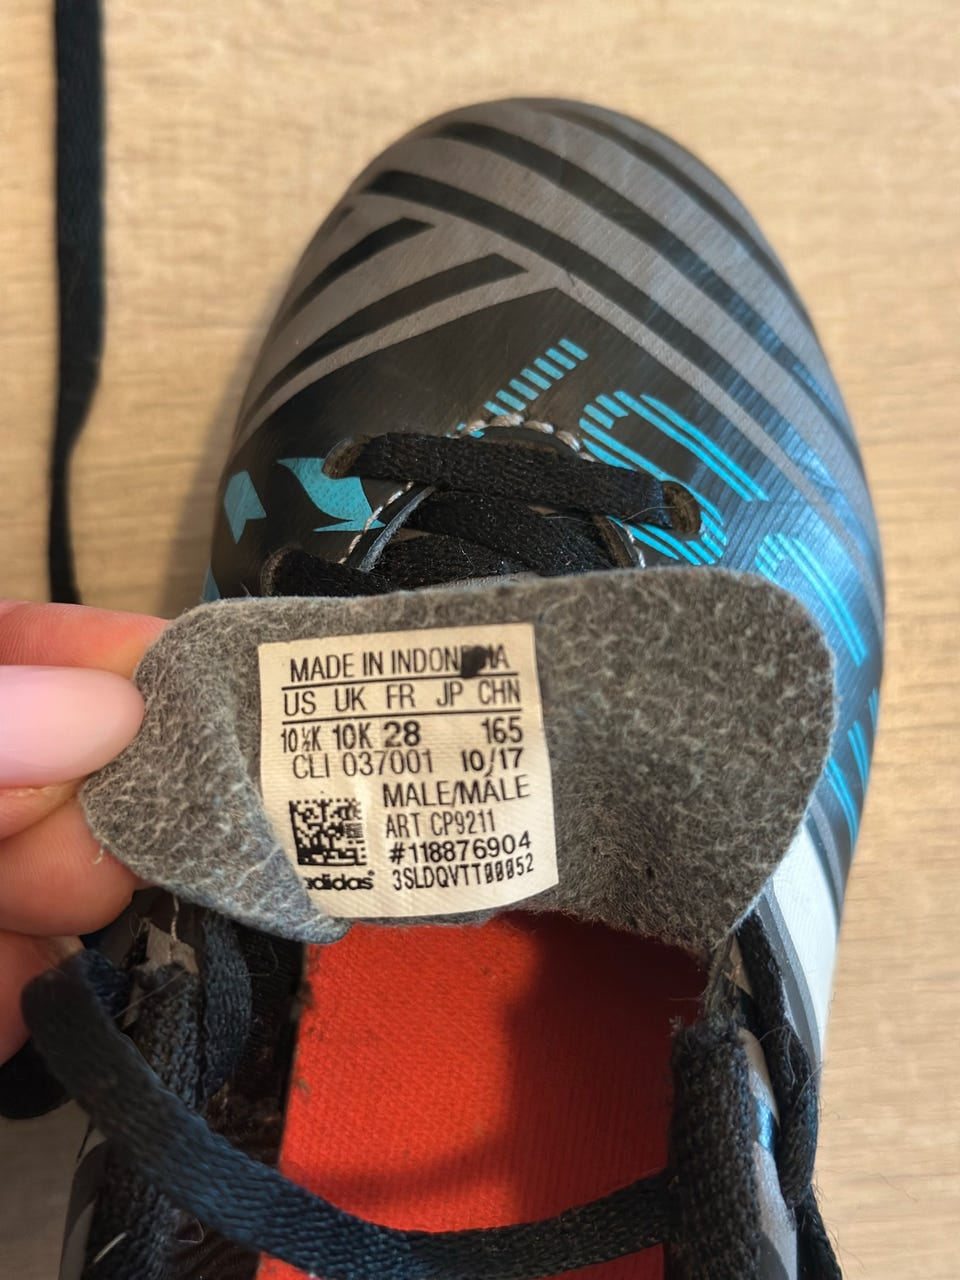 MADE IN INDONESIA
US UK FR JP CHN
10½K 10K 28 165
CLI 037001 10/17
MALE/MÂLE
ART CP9211
#118876904
3SLDQVTT00052
adidas